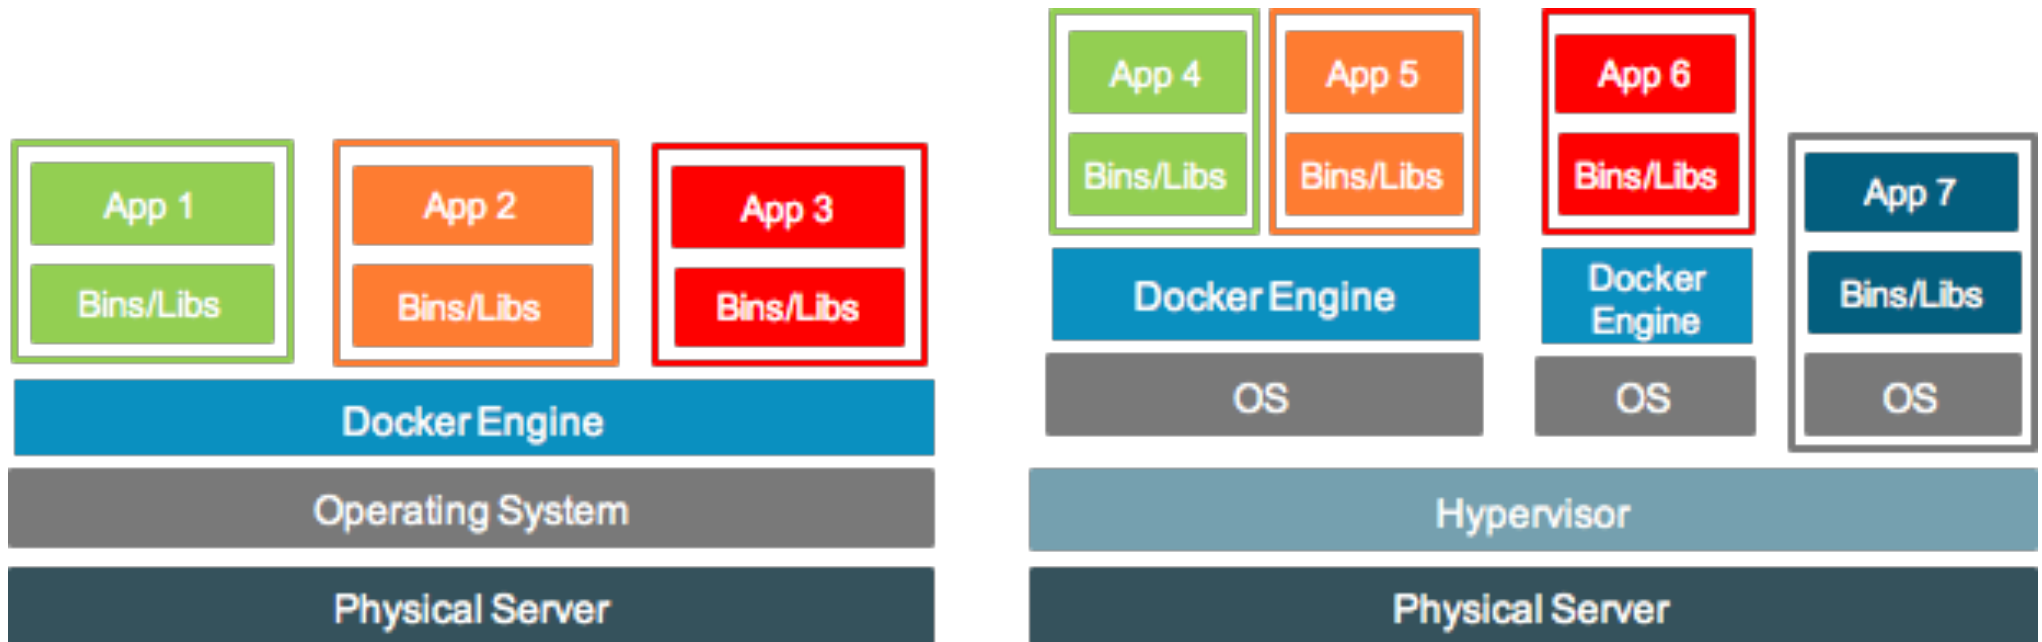 App 1
Bins/Libs
App 2
Bins/Libs
App 3
Bins/Libs
Docker Engine
Operating System
Physical Server
App 4
Bins/Libs
App 5
Bins/Libs
Docker Engine
OS
App 6
Bins/Libs
Docker
Engine
OS
App 7
Bins/Libs
OS
Hypervisor
Physical Server